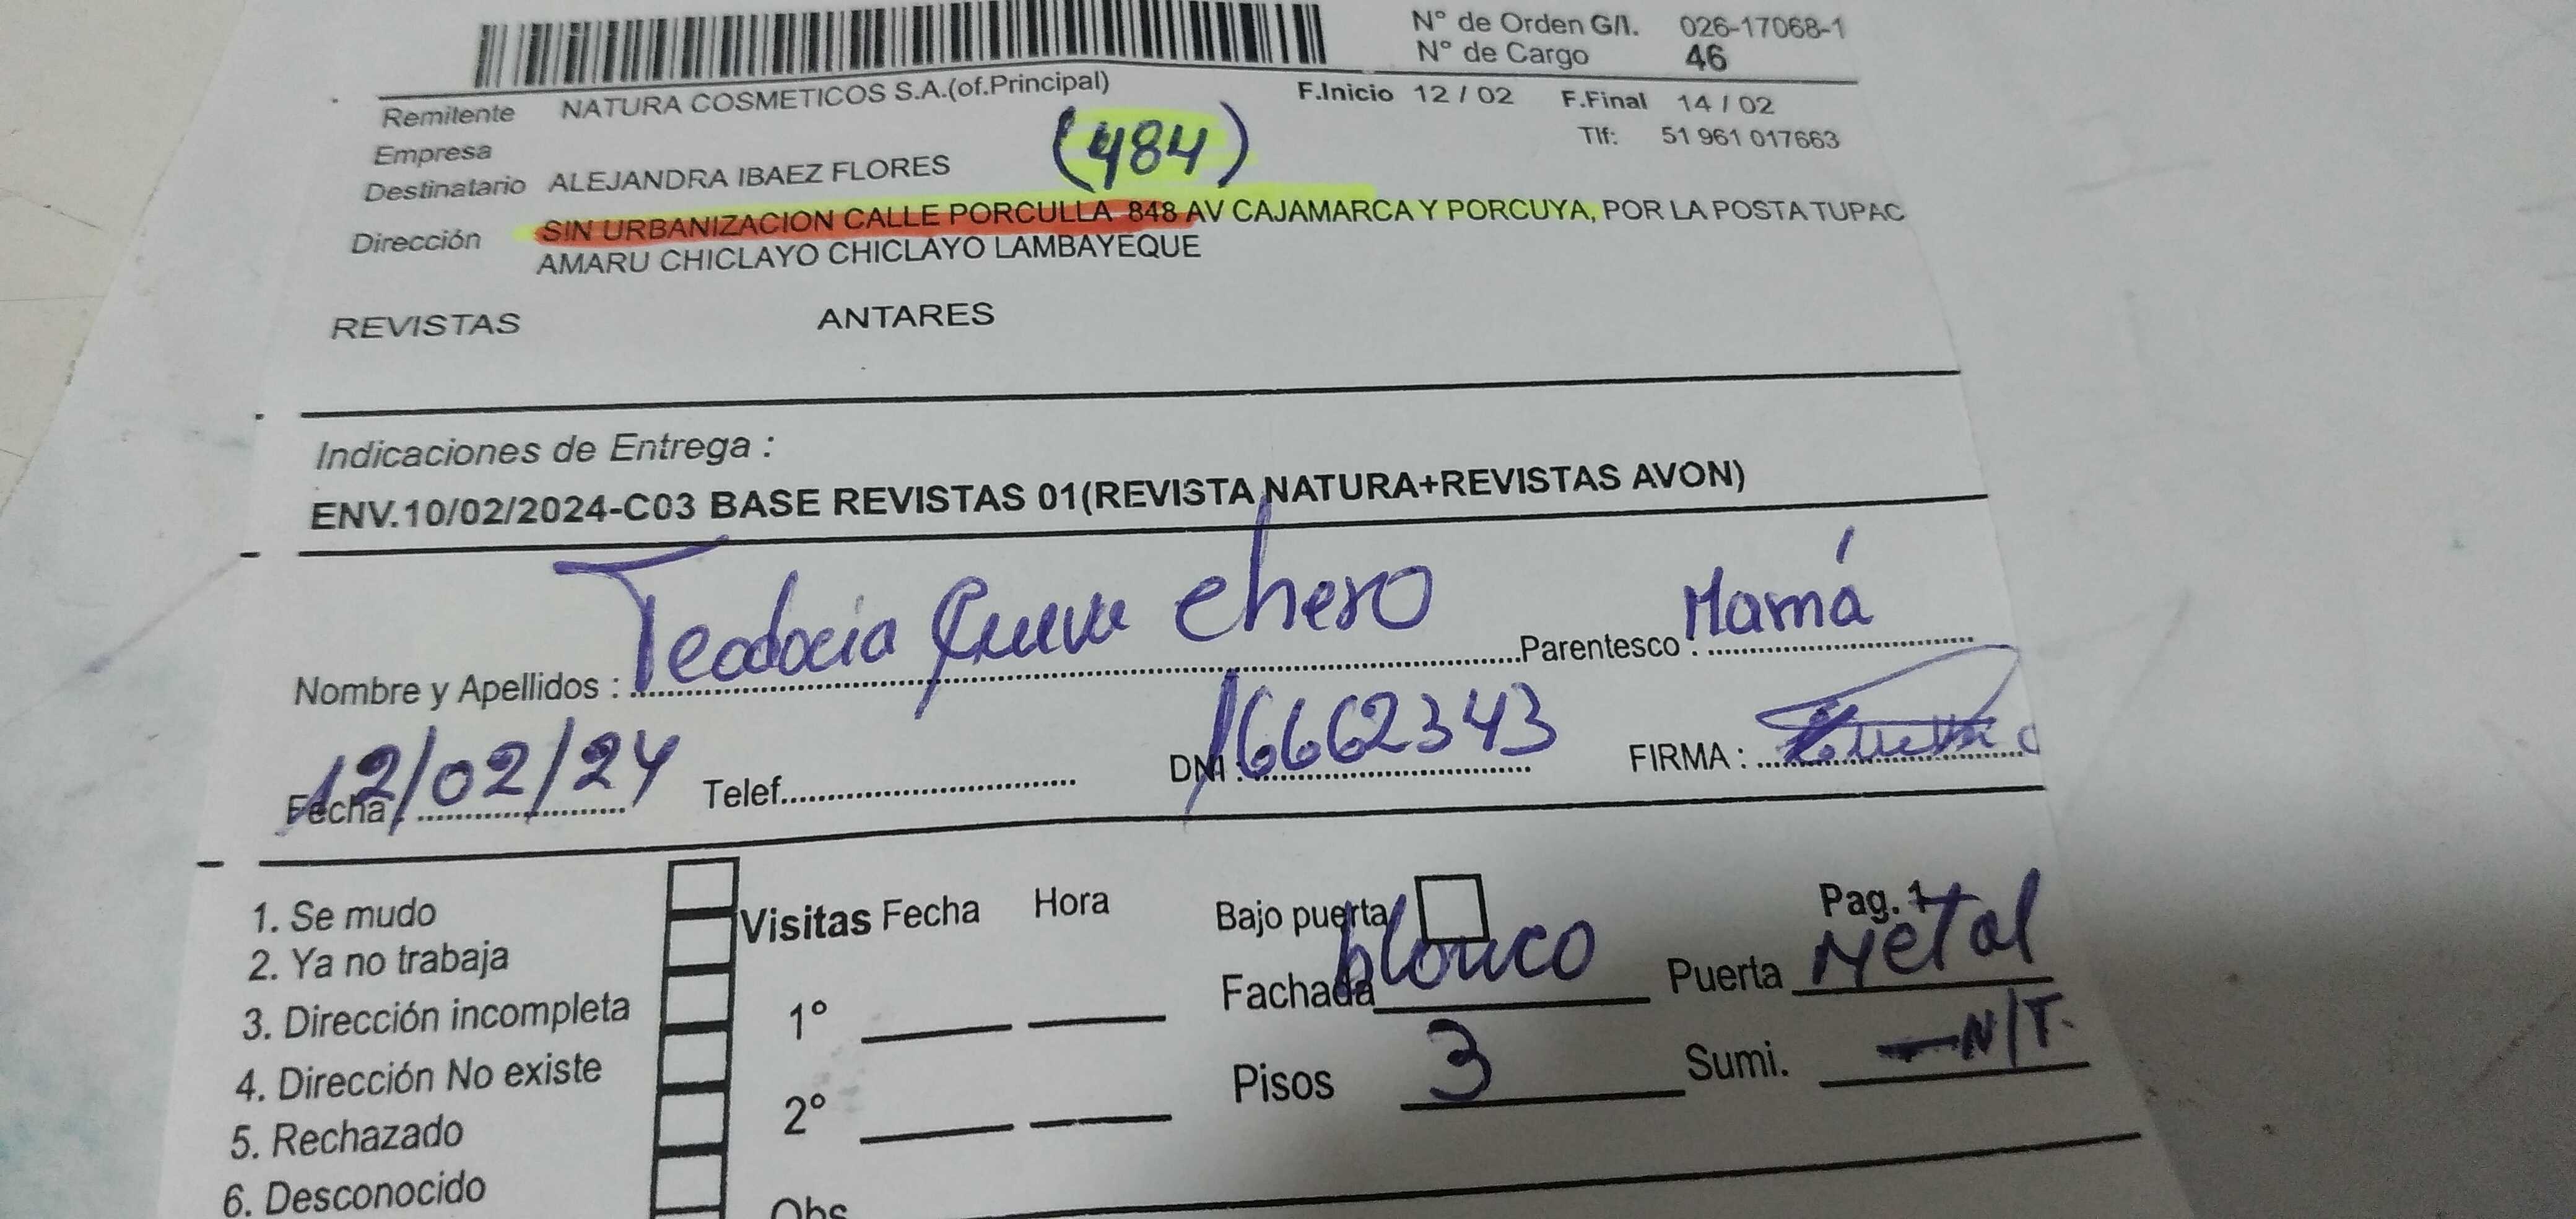 N° de Orden G/I. 026-17068-1
N° de Cargo 46
Remitente NATURA COSMETICOS S.A.(of.Principal) F.Inicio 12 / 02 F.Final 14 / 02
Empresa (484) Tlf: 51 961 017663
Destinatario ALEJANDRA IBAEZ FLORES
Dirección SIN URBANIZACION CALLE PORCULLA 848 AV CAJAMARCA Y PORCUYA, POR LA POSTA TUPAC
AMARU CHICLAYO CHICLAYO LAMBAYEQUE
REVISTAS ANTARES
Indicaciones de Entrega :
ENV.10/02/2024-C03 BASE REVISTAS 01(REVISTA NATURA+REVISTAS AVON)
Nombre y Apellidos : Teodocia chero Parentesco : Mamá
Fecha : 12/02/24 Telef. DNI : 16662343 FIRMA :
1. Se mudo
2. Ya no trabaja
3. Dirección incompleta
4. Dirección No existe
5. Rechazado
6. Desconocido
Visitas Fecha Hora
1°
2°
Obs
Bajo puerta Pag. 1
Fachada blanco Puerta Metal
Pisos 3 Sumi. —N/T.